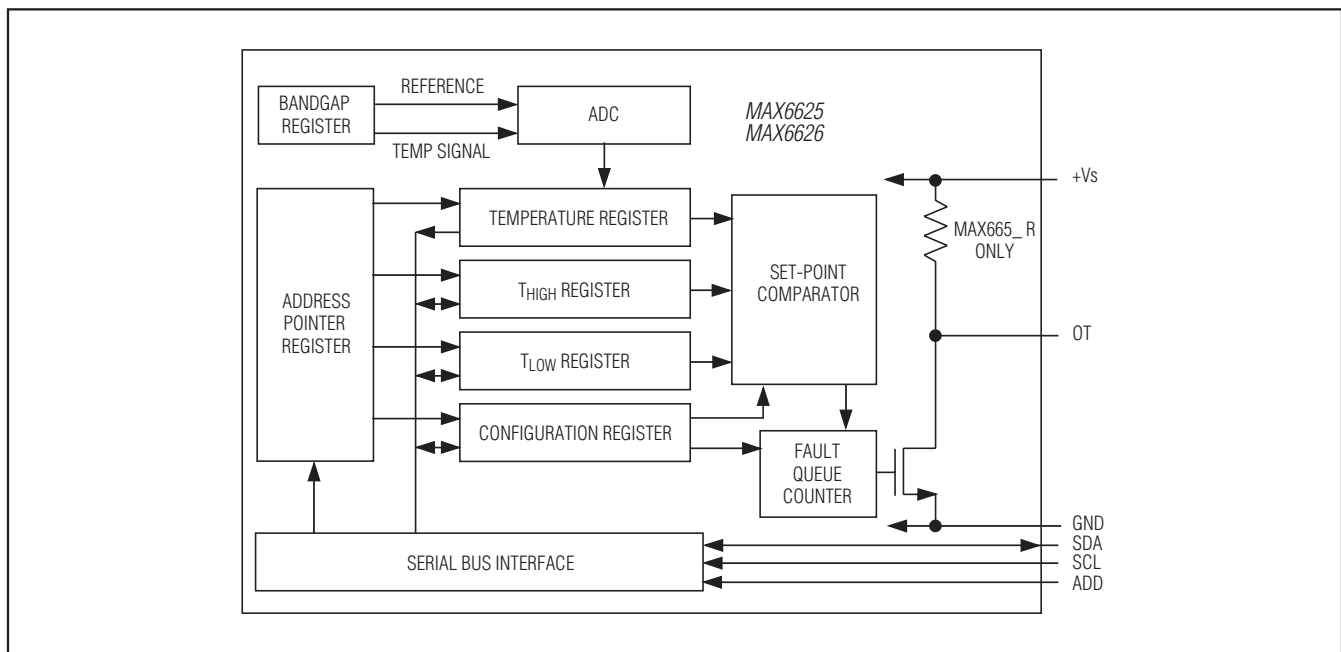 BANDGAP
REGISTER
REFERENCE
TEMP SIGNAL
ADC
MAX6625
MAX6626
+Vs
MAX665_ R
ONLY
ADDRESS
POINTER
REGISTER
TEMPERATURE REGISTER
THIGH REGISTER
TLOW REGISTER
CONFIGURATION REGISTER
SET-POINT
COMPARATOR
OT
FAULT
QUEUE
COUNTER
GND
SDA
SCL
ADD
SERIAL BUS INTERFACE